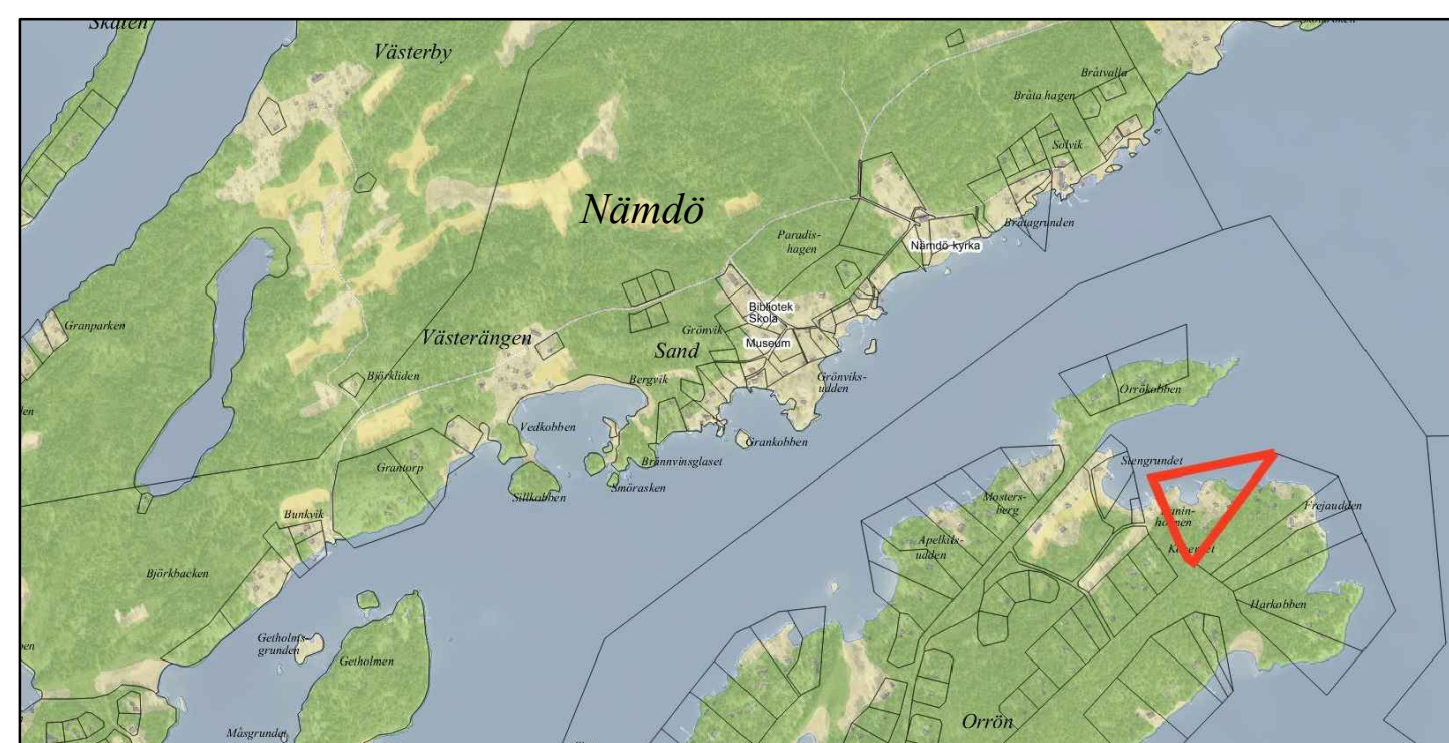 Skaten
Västerby
Bråtvalla
Bråta hagen
Solvik
Nämdö
Bråtagrunden
Paradis-
hagen
Nämdö kyrka
Bibliotek
Skola
Museum
Granparken
Västerängen
Grönvik
Sand
Björkliden
Bergvik
Grönviks-
udden
Orrökobben
Vedkobben
Grankobben
Stengrundet
Grantorp
Brännvinsglaset
Smörasken
Sillkobben
Mosters-
berg
Frejaudden
Bunkvik
Apelkils-
udden
Björkbacken
Harkobben
Getholms-
grunden
Getholmen
Orrön
Måsgrundet